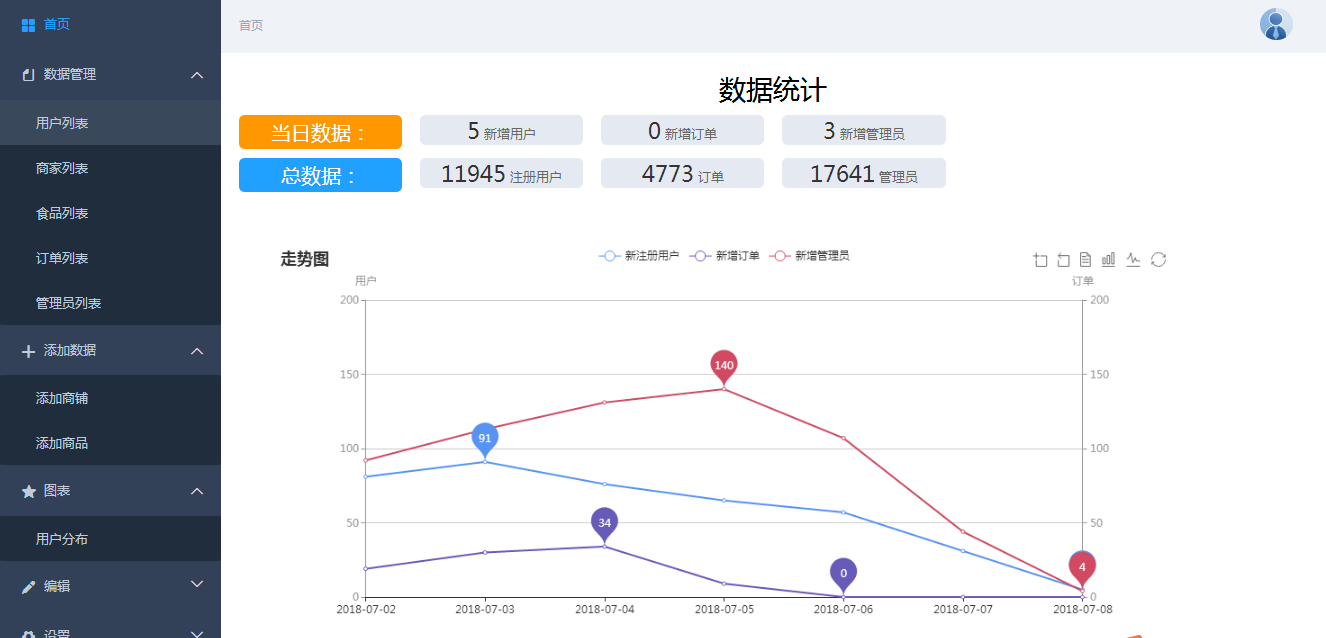 首页
数据管理
用户列表
商家列表
食品列表
订单列表
管理员列表
添加数据
添加商铺
添加商品
图表
用户分布
编辑
设置
首页
数据统计
当日数据： 5 新增用户 0 新增订单 3 新增管理员
总数据： 11945 注册用户 4773 订单 17641 管理员
走势图 新注册用户 新增订单 新增管理员
用户 订单
200 200
140
150 150
91
100 100
34
50 50
0 4
0 0
2018-07-02 2018-07-03 2018-07-04 2018-07-05 2018-07-06 2018-07-07 2018-07-08